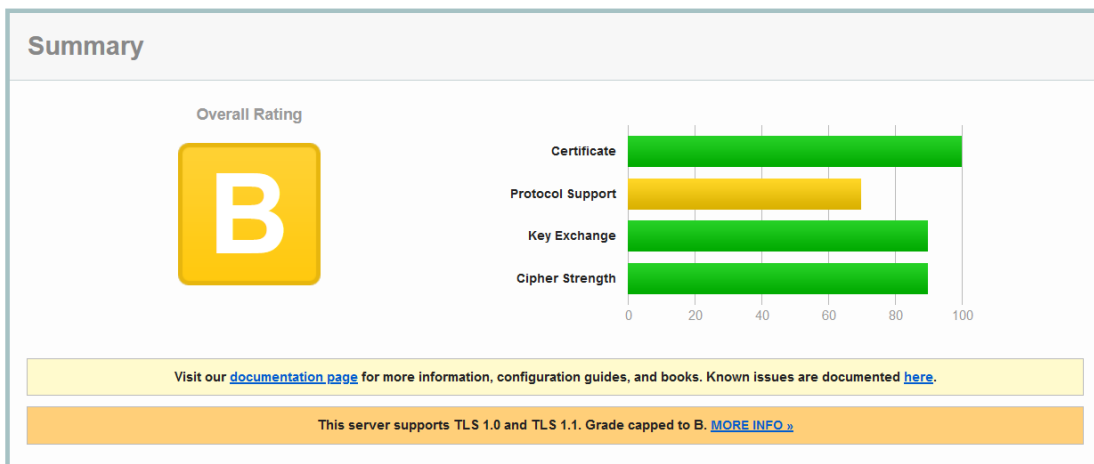 Summary
Overall Rating
B
Certificate
Protocol Support
Key Exchange
Cipher Strength
0 20 40 60 80 100
Visit our documentation page for more information, configuration guides, and books. Known issues are documented here.
This server supports TLS 1.0 and TLS 1.1. Grade capped to B. MORE INFO »